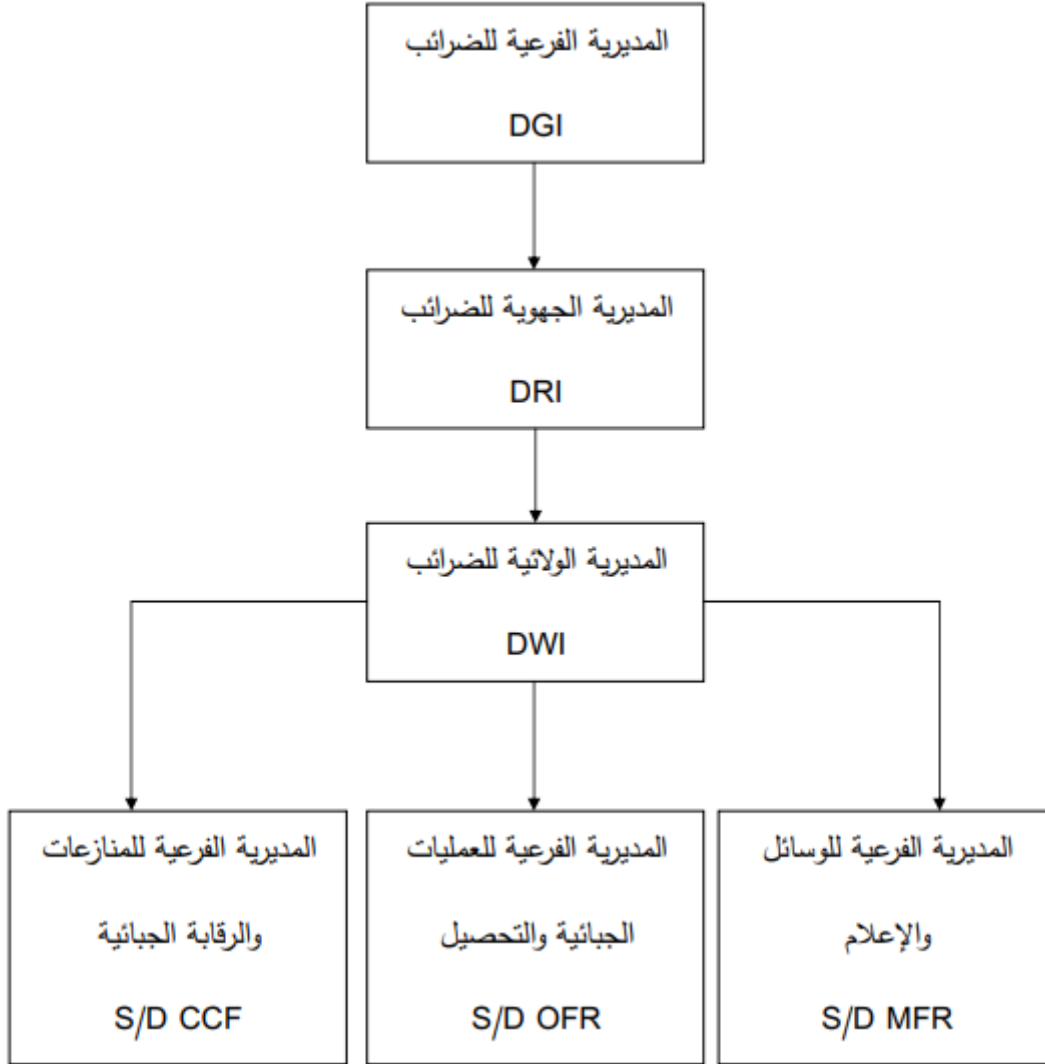 المديرية الفرعية للضرائب
DGI
المديرية الجهوية للضرائب
DRI
المديرية الولائية للضرائب
DWI
المديرية الفرعية للوسائل
والإعلام
S/D MFR
المديرية الفرعية للعمليات
الجبائية والتحصيل
S/D OFR
المديرية الفرعية للمنازعات
والرقابة الجبائية
S/D CCF